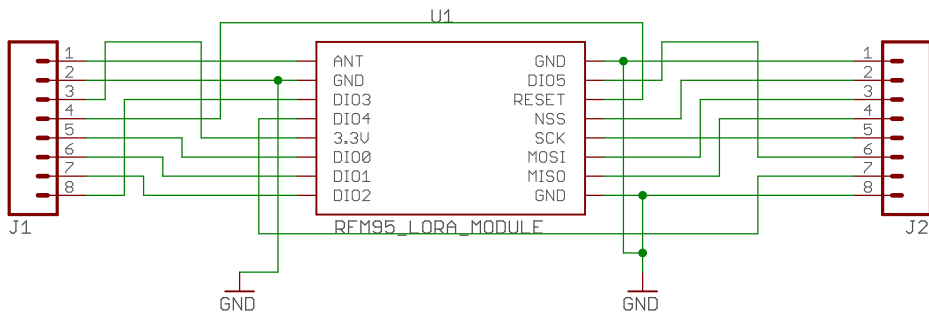 U1
1 ANT GND 1
2 GND DIO5 2
3 DIO3 RESET 3
4 DIO4 NSS 4
5 3.3V SCK 5
6 DIO0 MOSI 6
7 DIO1 MISO 7
8 DIO2 GND 8
J1 RFM95_LORA_MODULE J2
GND GND